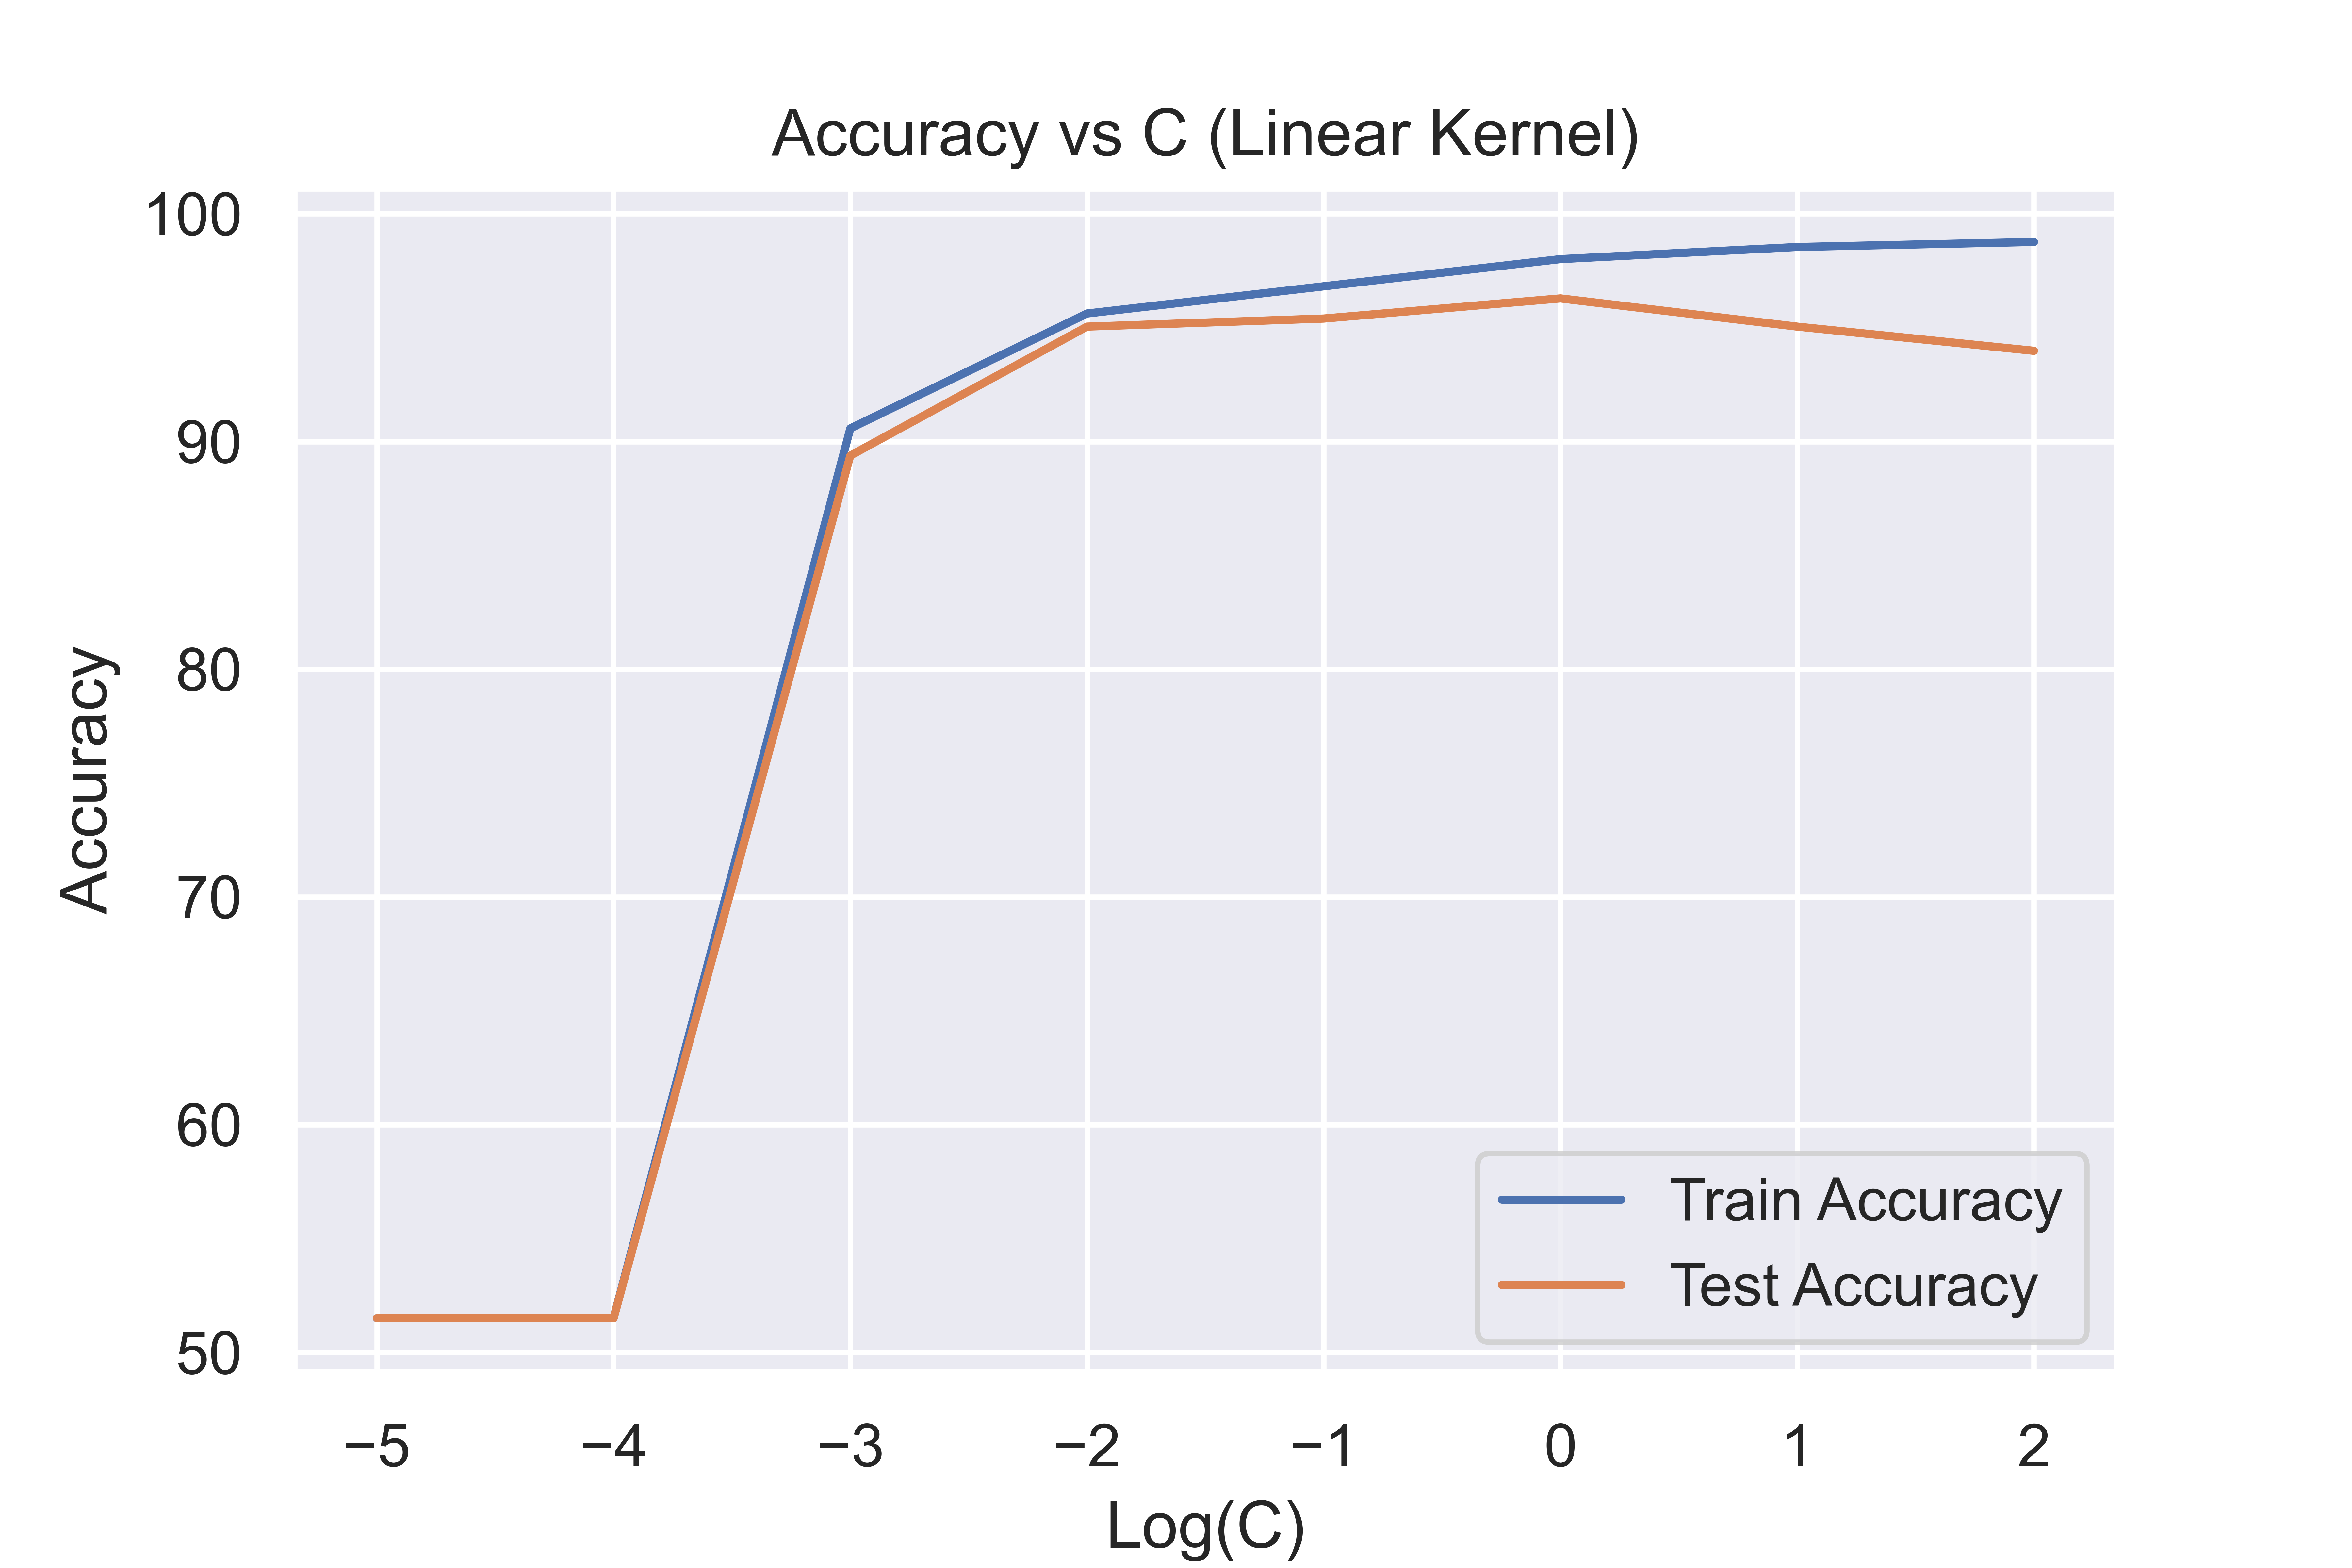 Accuracy vs C (Linear Kernel)
100
90
80
70
60
50
Accuracy
Train Accuracy
Test Accuracy
−5 −4 −3 −2 −1 0 1 2
Log(C)